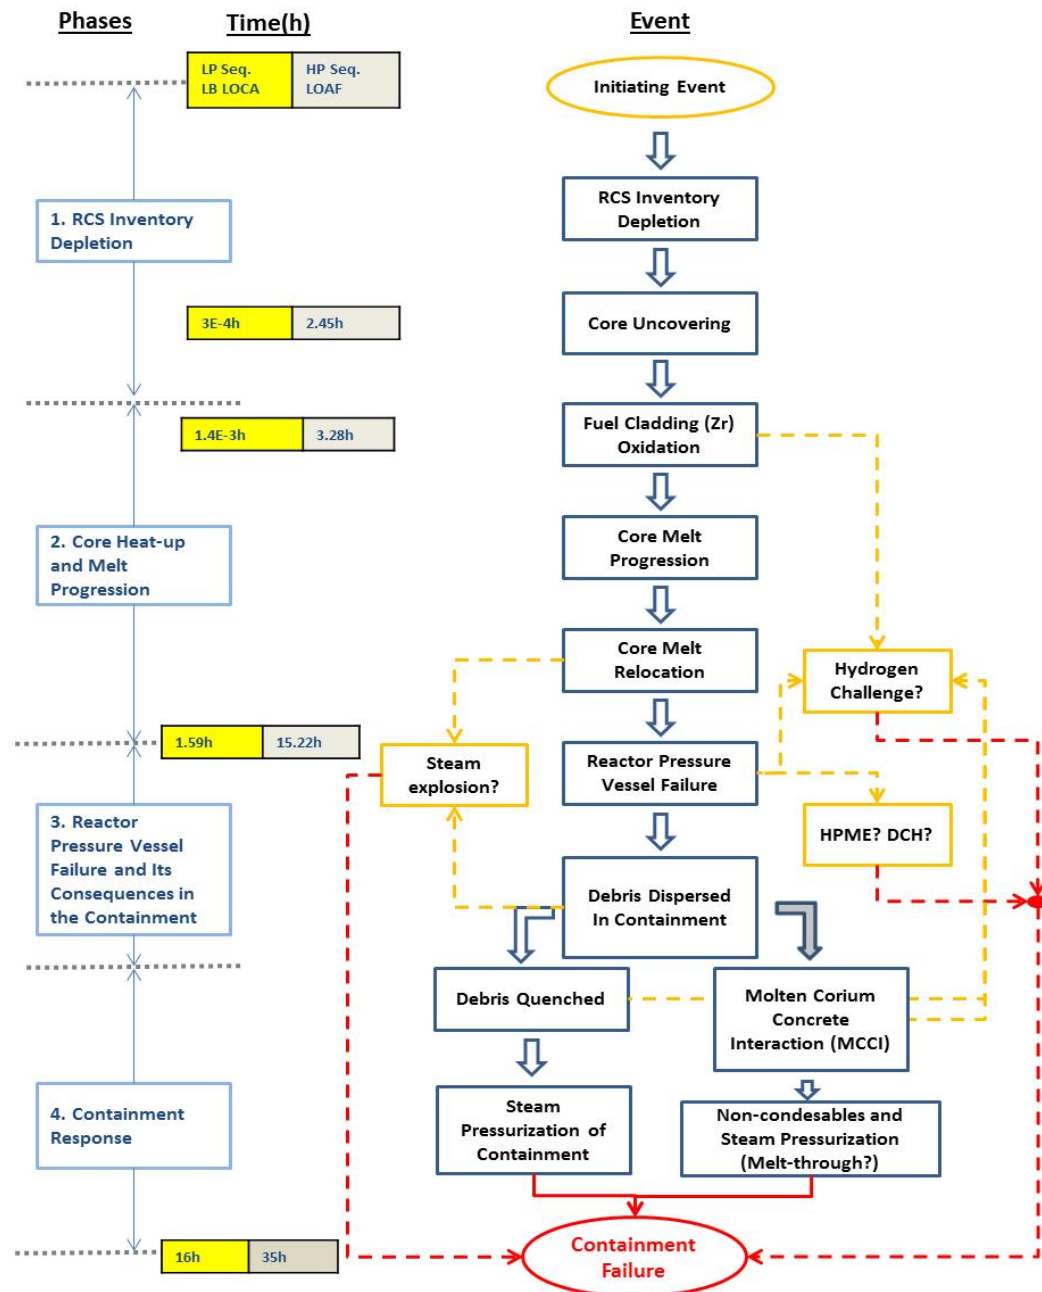 Phases
Time(h)
Event
LP Seq.
LB LOCA
HP Seq.
LOAF
Initiating Event
1. RCS Inventory
Depletion
RCS Inventory
Depletion
3E-4h
2.45h
Core Uncovering
1.4E-3h
3.28h
Fuel Cladding (Zr)
Oxidation
2. Core Heat-up
and Melt
Progression
Core Melt
Progression
Core Melt
Relocation
Hydrogen
Challenge?
1.59h
15.22h
Steam
explosion?
Reactor Pressure
Vessel Failure
3. Reactor
Pressure Vessel
Failure and Its
Consequences in
the Containment
HPME? DCH?
Debris Dispersed
In Containment
Debris Quenched
Molten Corium
Concrete
Interaction (MCCI)
4. Containment
Response
Steam
Pressurization of
Containment
Non-condesables and
Steam Pressurization
(Melt-through?)
16h
35h
Containment
Failure